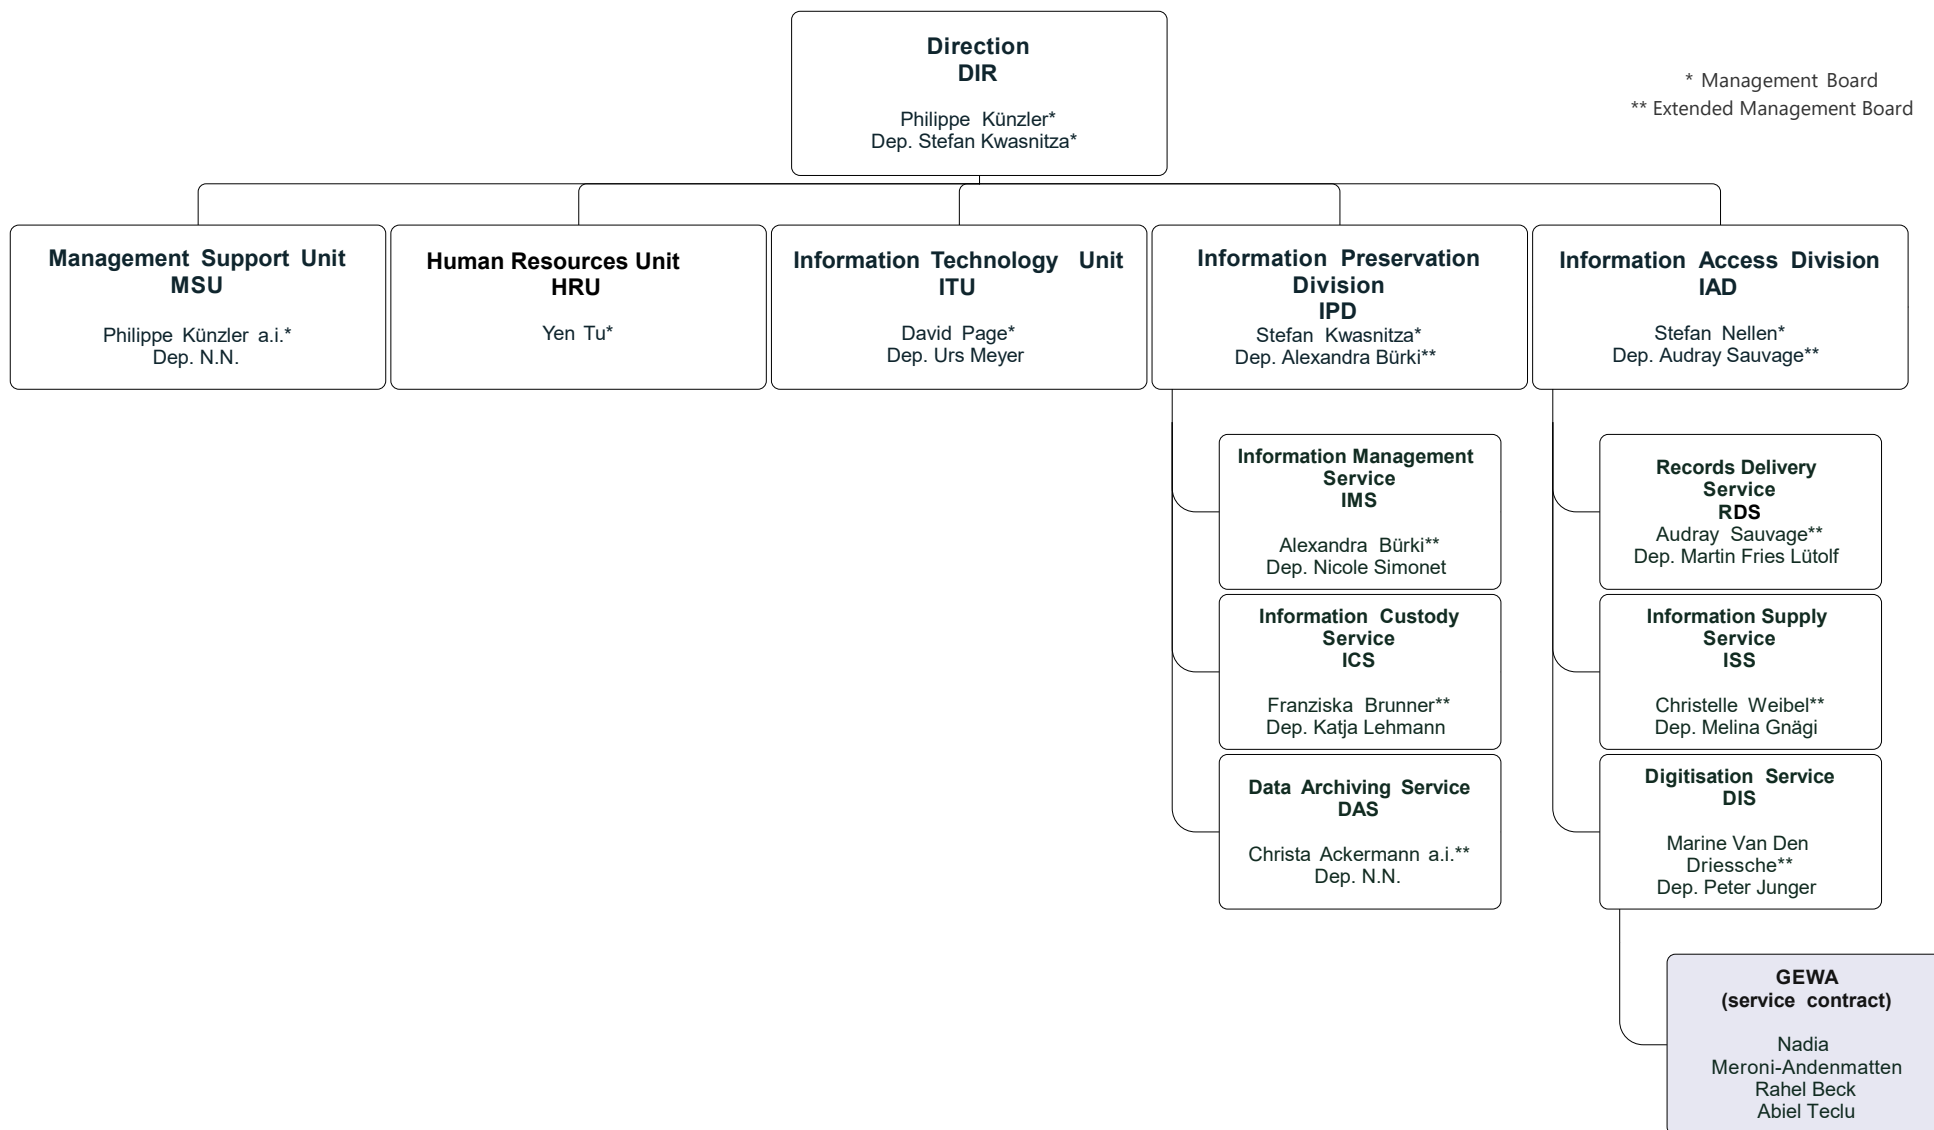 Direction
DIR
Philippe Künzler*
Dep. Stefan Kwasnitza*
* Management Board
** Extended Management Board
Management Support Unit
MSU
Philippe Künzler a.i.*
Dep. N.N.
Human Resources Unit
HRU
Yen Tu*
Information Technology Unit
ITU
David Page*
Dep. Urs Meyer
Information Preservation
Division
IPD
Stefan Kwasnitza*
Dep. Alexandra Bürki**
Information Access Division
IAD
Stefan Nellen*
Dep. Audray Sauvage**
Information Management
Service
IMS
Alexandra Bürki**
Dep. Nicole Simonet
Information Custody
Service
ICS
Franziska Brunner**
Dep. Katja Lehmann
Data Archiving Service
DAS
Christa Ackermann a.i.**
Dep. N.N.
Records Delivery
Service
RDS
Audray Sauvage**
Dep. Martin Fries Lütolf
Information Supply
Service
ISS
Christelle Weibel**
Dep. Melina Gnägi
Digitisation Service
DIS
Marine Van Den
Driessche**
Dep. Peter Junger
GEWA
(service contract)
Nadia
Meroni-Andenmatten
Rahel Beck
Abiel Teclu